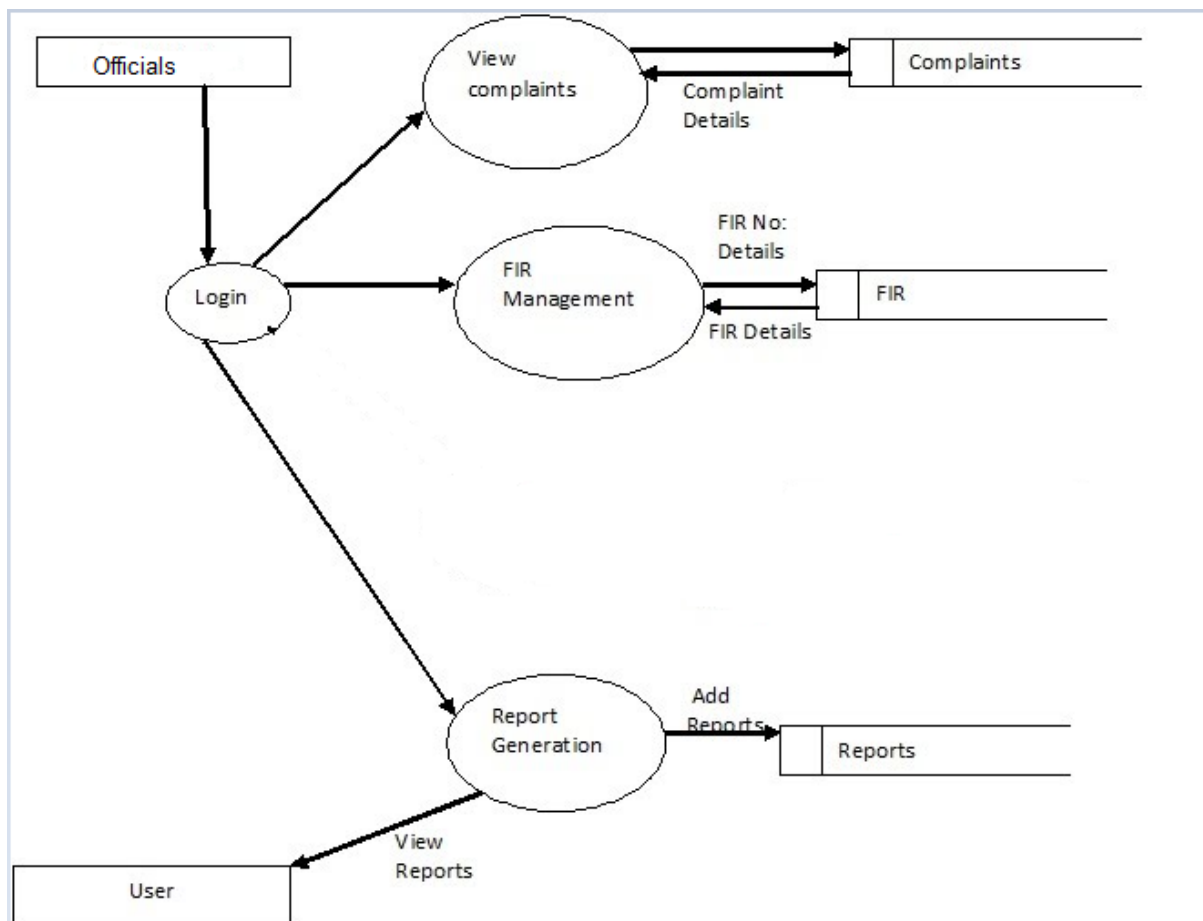 Officials
View
complaints
Complaints
Complaint
Details
FIR No:
Details
Login
FIR
Management
FIR
FIR Details
Report
Generation
Add
Reports
Reports
View
Reports
User